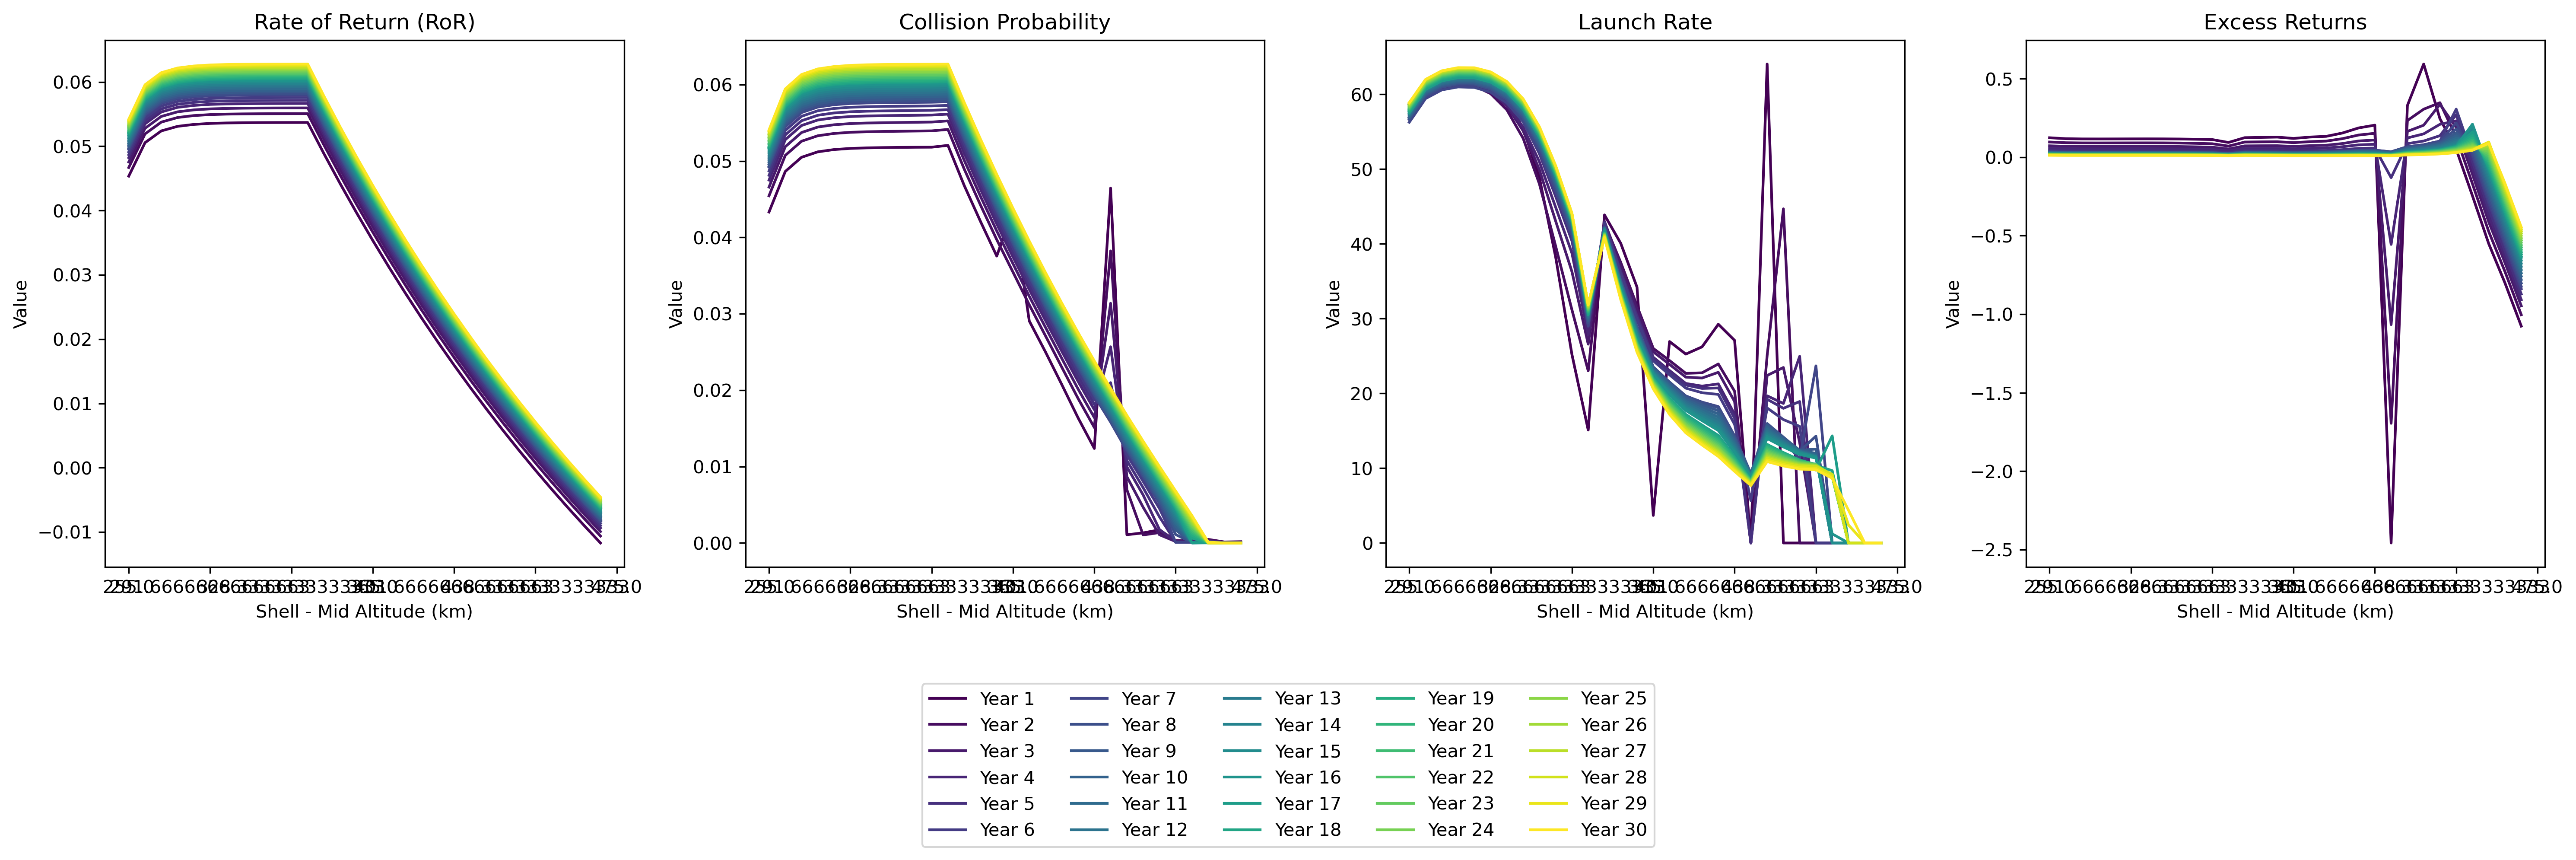 Rate of Return (RoR)
0.06
0.05
0.04
0.03
0.02
0.01
0.00
−0.01
Value
Shell - Mid Altitude (km)
Collision Probability
0.06
0.05
0.04
0.03
0.02
0.01
0.00
Value
Shell - Mid Altitude (km)
Launch Rate
60
50
40
30
20
10
0
Value
Shell - Mid Altitude (km)
Excess Returns
0.5
0.0
−0.5
−1.0
−1.5
−2.0
−2.5
Value
Shell - Mid Altitude (km)
Year 1
Year 2
Year 3
Year 4
Year 5
Year 6
Year 7
Year 8
Year 9
Year 10
Year 11
Year 12
Year 13
Year 14
Year 15
Year 16
Year 17
Year 18
Year 19
Year 20
Year 21
Year 22
Year 23
Year 24
Year 25
Year 26
Year 27
Year 28
Year 29
Year 30